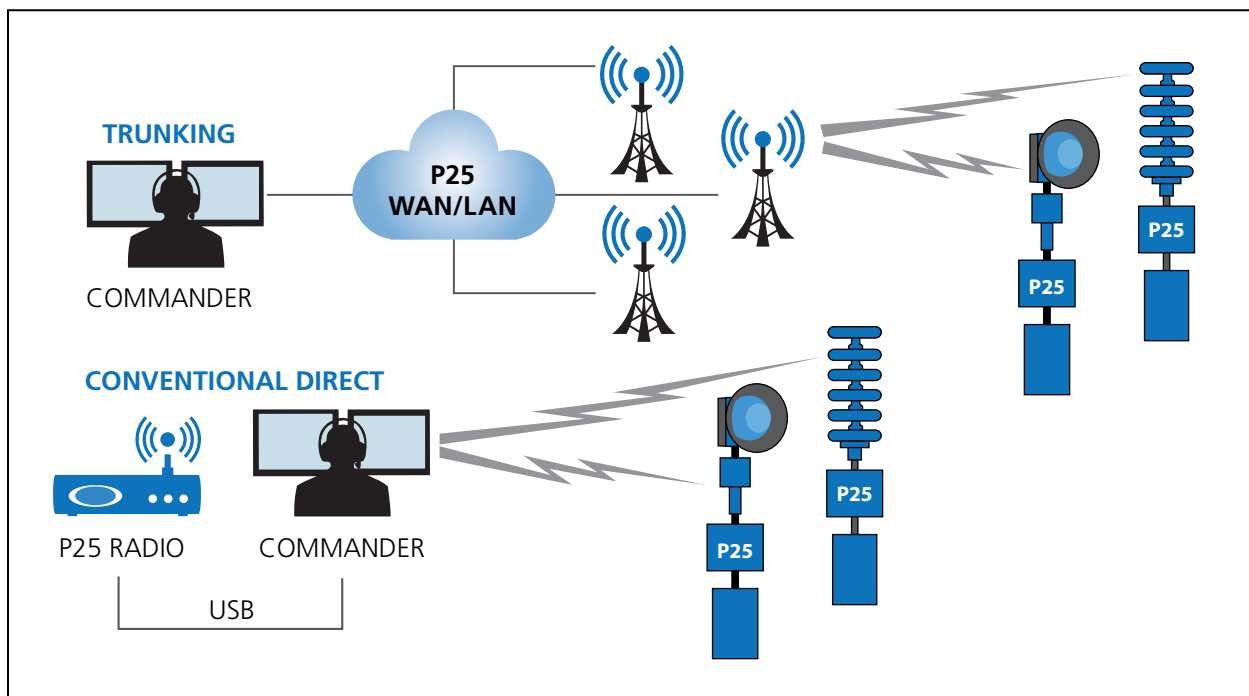 TRUNKING
COMMANDER
P25
WAN/LAN
P25
P25
CONVENTIONAL DIRECT
P25 RADIO
COMMANDER
USB
P25
P25